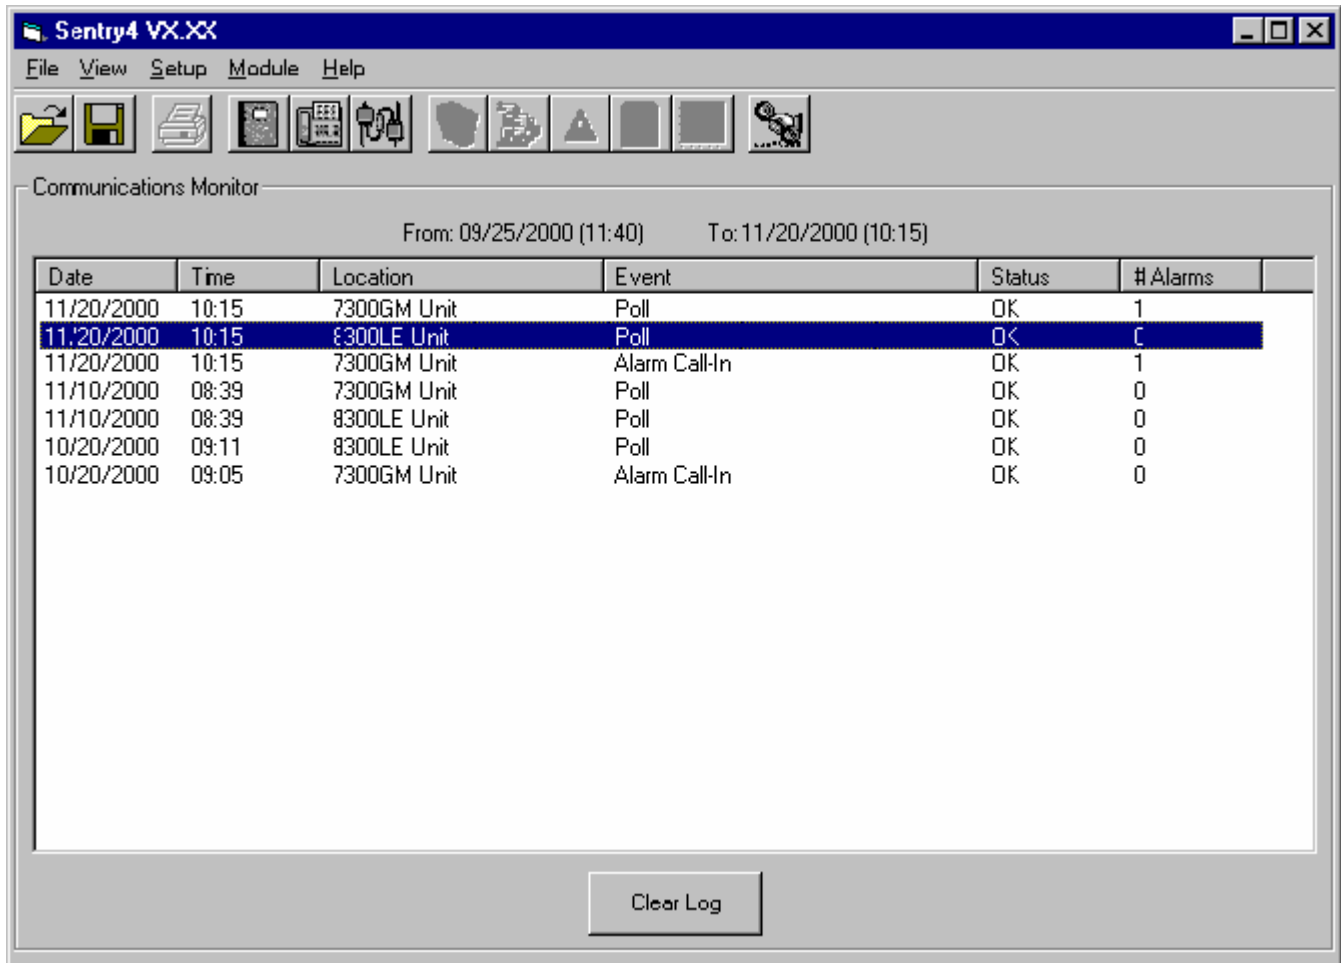 Sentry4 VX.XX
File View Setup Module Help
Communications Monitor
From: 09/25/2000 (11:40) To: 11/20/2000 (10:15)
Date Time Location Event Status # Alarms
11/20/2000 10:15 7300GM Unit Poll OK 1
11/20/2000 10:15 8300LE Unit Poll OK 0
11/20/2000 10:15 7300GM Unit Alarm Call-In OK 1
11/10/2000 08:39 7300GM Unit Poll OK 0
11/10/2000 08:39 8300LE Unit Poll OK 0
10/20/2000 09:11 8300LE Unit Poll OK 0
10/20/2000 09:05 7300GM Unit Alarm Call-In OK 0
Clear Log